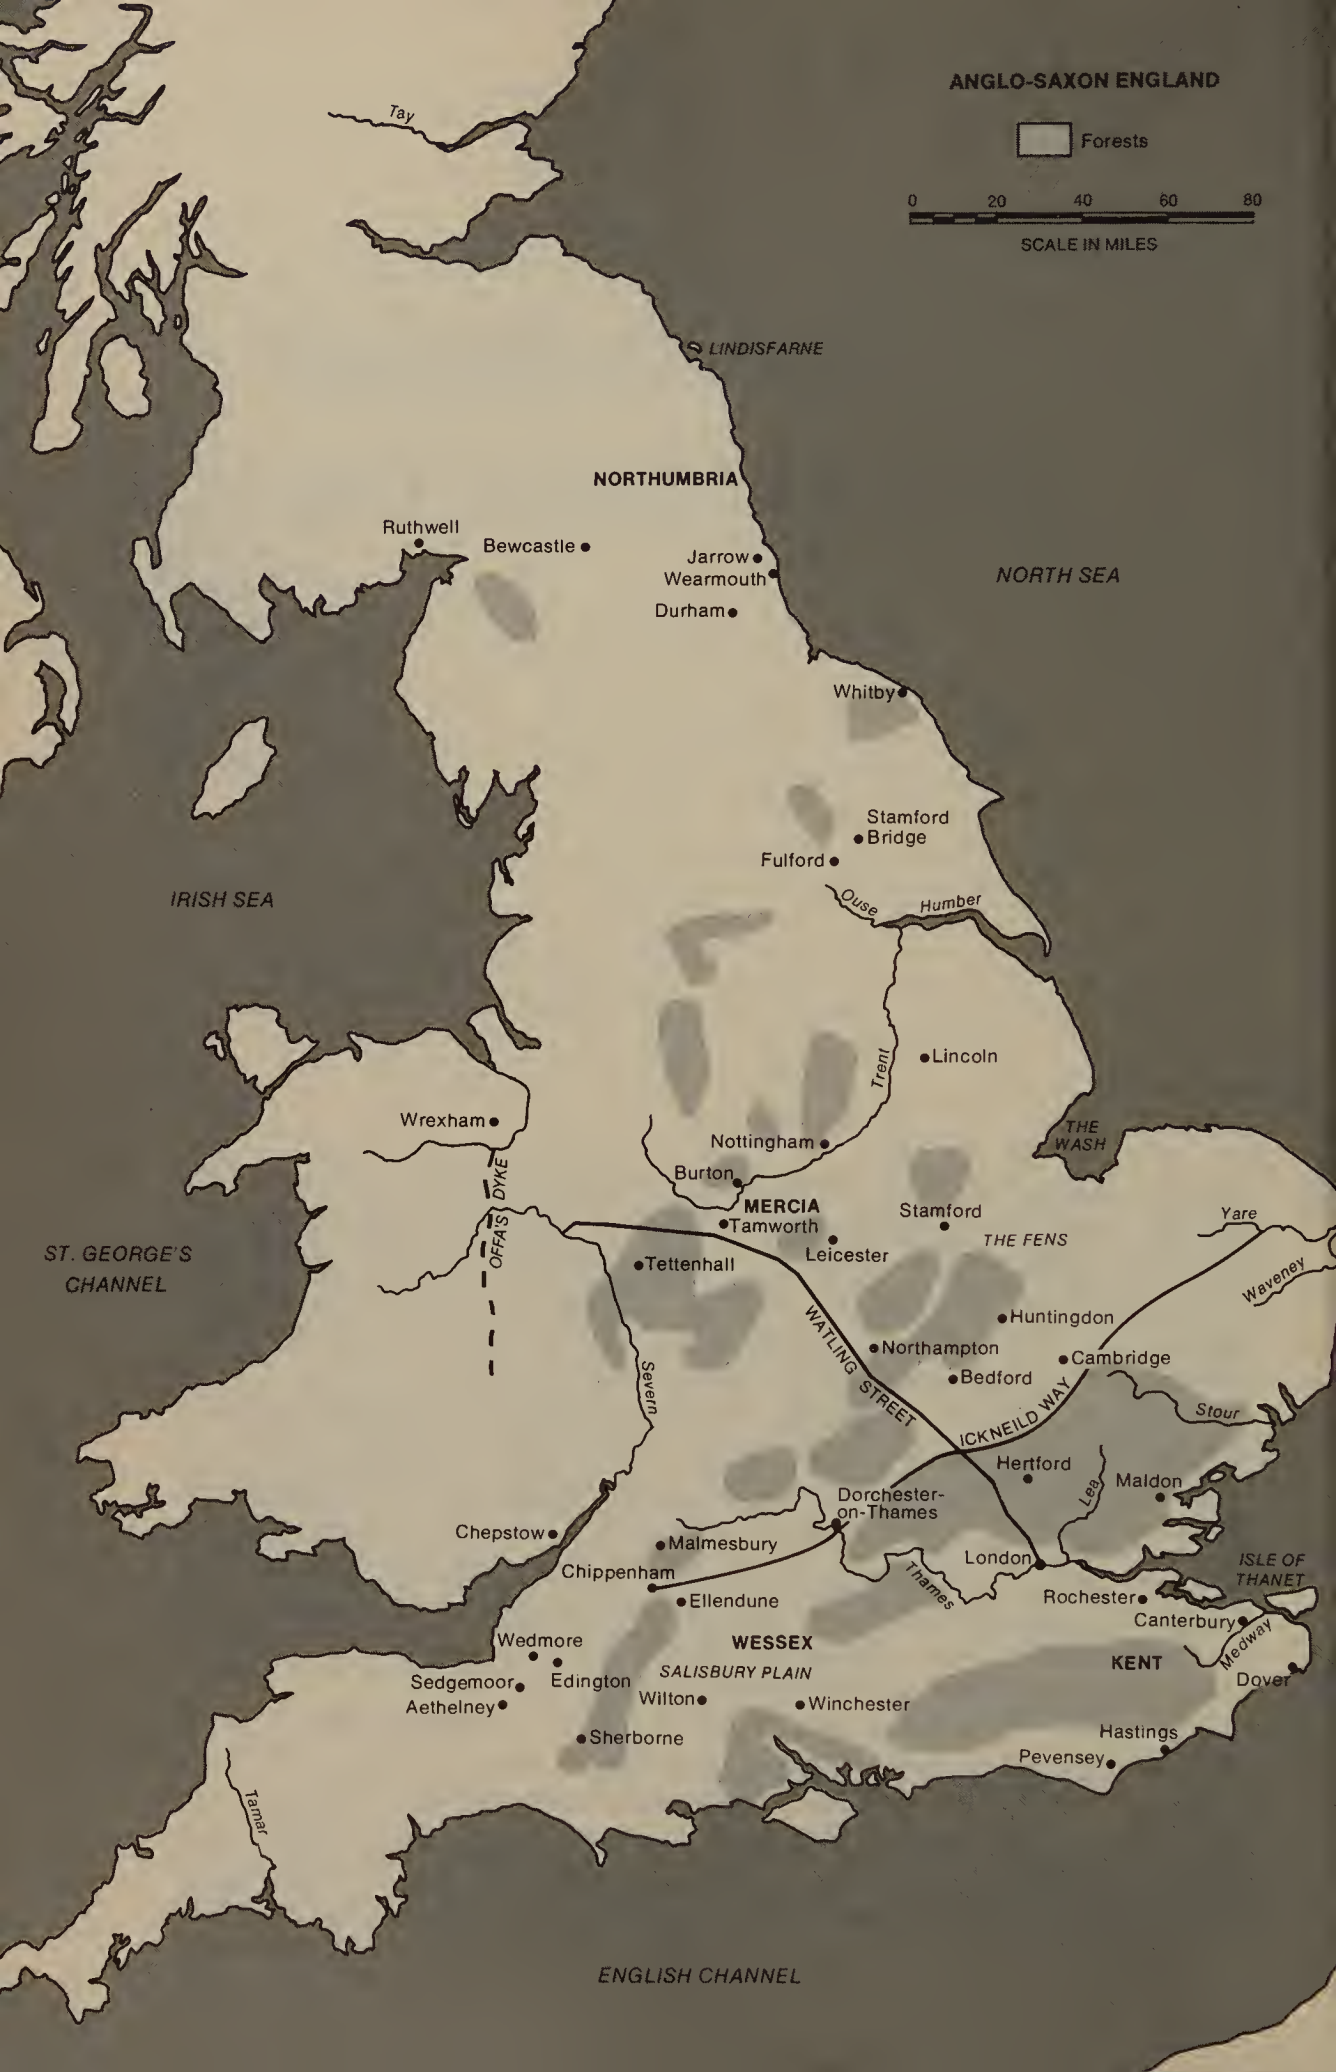 ANGLO-SAXON ENGLAND
Forests
0 20 40 60 80
SCALE IN MILES
Tay
LINDISFARNE
NORTHUMBRIA
Ruthwell
Bewcastle
Jarrow
Wearmouth
NORTH SEA
Durham
Whitby
Stamford
Bridge
Fulford
IRISH SEA
Ouse
Humber
Trent
Lincoln
Wrexham
THE
WASH
Nottingham
Burton
OFFA'S DYKE
MERCIA
Tamworth
Stamford
Yare
ST. GEORGE'S
CHANNEL
THE FENS
Leicester
Tettenhall
Waveney
WATLING STREET
Huntingdon
Northampton
Cambridge
Bedford
Severn
ICKNEILD WAY
Stour
Hertford
Lea
Maldon
Dorchester-
on-Thames
Chepstow
Malmesbury
London
Chippenham
Thames
ISLE OF
THANET
Ellendune
Rochester
Canterbury
Wedmore
WESSEX
Medway
Edington
SALISBURY PLAIN
KENT
Sedgemoor
Dover
Aethelney
Wilton
Winchester
Sherborne
Hastings
Pevensey
Tamar
ENGLISH CHANNEL